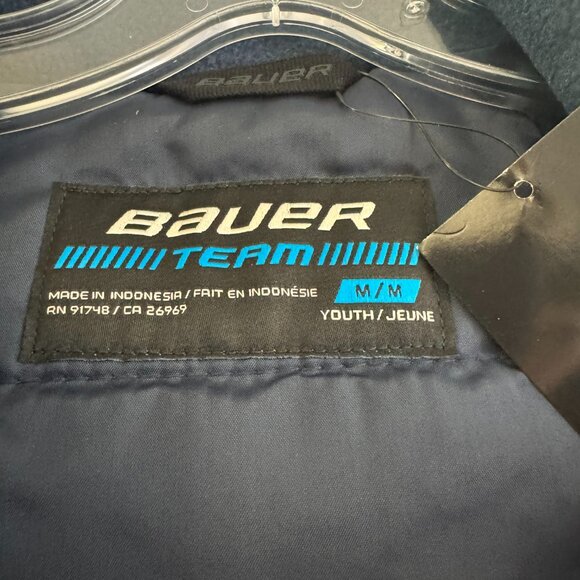 BAUER
BAUER
TEAM
MADE IN INDONESIA / FAIT EN INDONÉSIE
RN 91748 / CA 26969
M/M
YOUTH / JEUNE